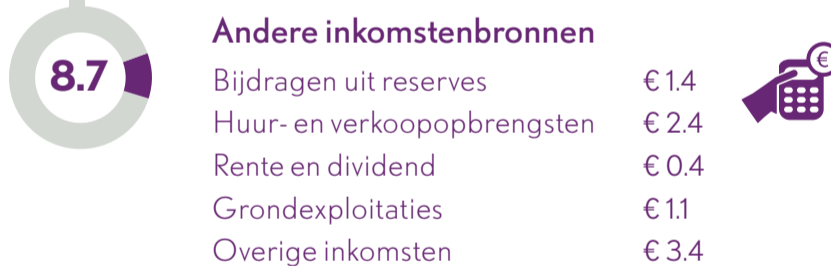 8.7
Andere inkomstenbronnen
Bijdragen uit reserves € 1.4
Huur- en verkoopopbrengsten € 2.4
Rente en dividend € 0.4
Grondexploitaties € 1.1
Overige inkomsten € 3.4
€